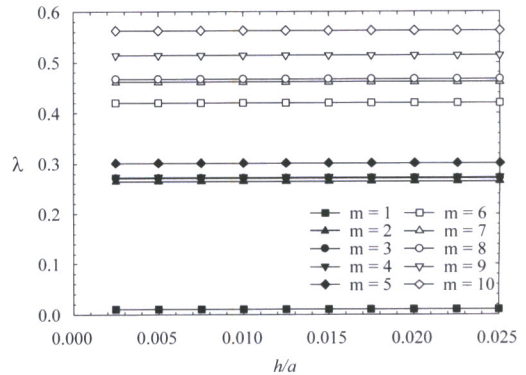 0.6
0.5
0.4
λ 0.3
0.2
0.1
0.0
m = 1 m = 6
m = 2 m = 7
m = 3 m = 8
m = 4 m = 9
m = 5 m = 10
0.000 0.005 0.010 0.015 0.020 0.025
h/a